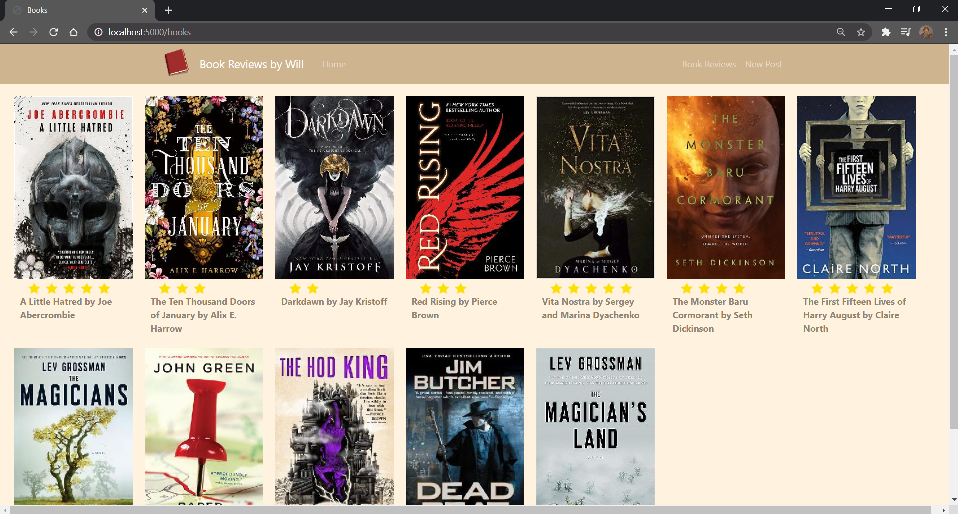 Books
localhost:5000/books
Book Reviews by Will
Home
Book Reviews
New Post
JOE ABERCROMBIE
A LITTLE HATRED
THE
TEN
THOUSAND
DOORS
OF
JANUARY
ALIX E. HARROW
DARKDAWN
JAY KRISTOFF
#1 NEW YORK TIMES
BESTSELLING AUTHOR
RED RISING
PIERCE
BROWN
VITA
NOSTRA
DYACHENKO
THE
MONSTER
BARU
CORMORANT
SETH DICKINSON
THE FIRST
FIFTEEN
LIVES OF
HARRY AUGUST
CLAIRE NORTH
A Little Hatred by Joe
Abercrombie
The Ten Thousand Doors
of January by Alix E.
Harrow
Darkdawn by Jay Kristoff
Red Rising by Pierce
Brown
Vita Nostra by Sergey
and Marina Dyachenko
The Monster Baru
Cormorant by Seth
Dickinson
The First Fifteen Lives of
Harry August by Claire
North
LEV GROSSMAN
THE
MAGICIANS
JOHN GREEN
THE HOD KING
JIM
BUTCHER
DEAD
LEV GROSSMAN
THE
MAGICIAN'S
LAND